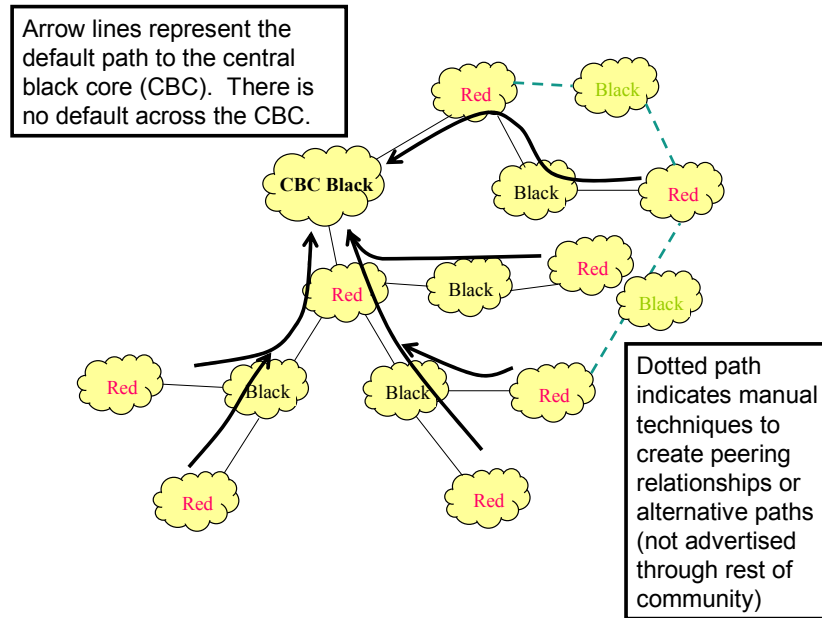 Arrow lines represent the
default path to the central
black core (CBC).  There is
no default across the CBC.
Red
Black
CBC Black
Black
Red
Red
Black
Red
Black
Red
Black
Black
Red
Red
Red
Dotted path
indicates manual
techniques to
create peering
relationships or
alternative paths
(not advertised
through rest of
community)